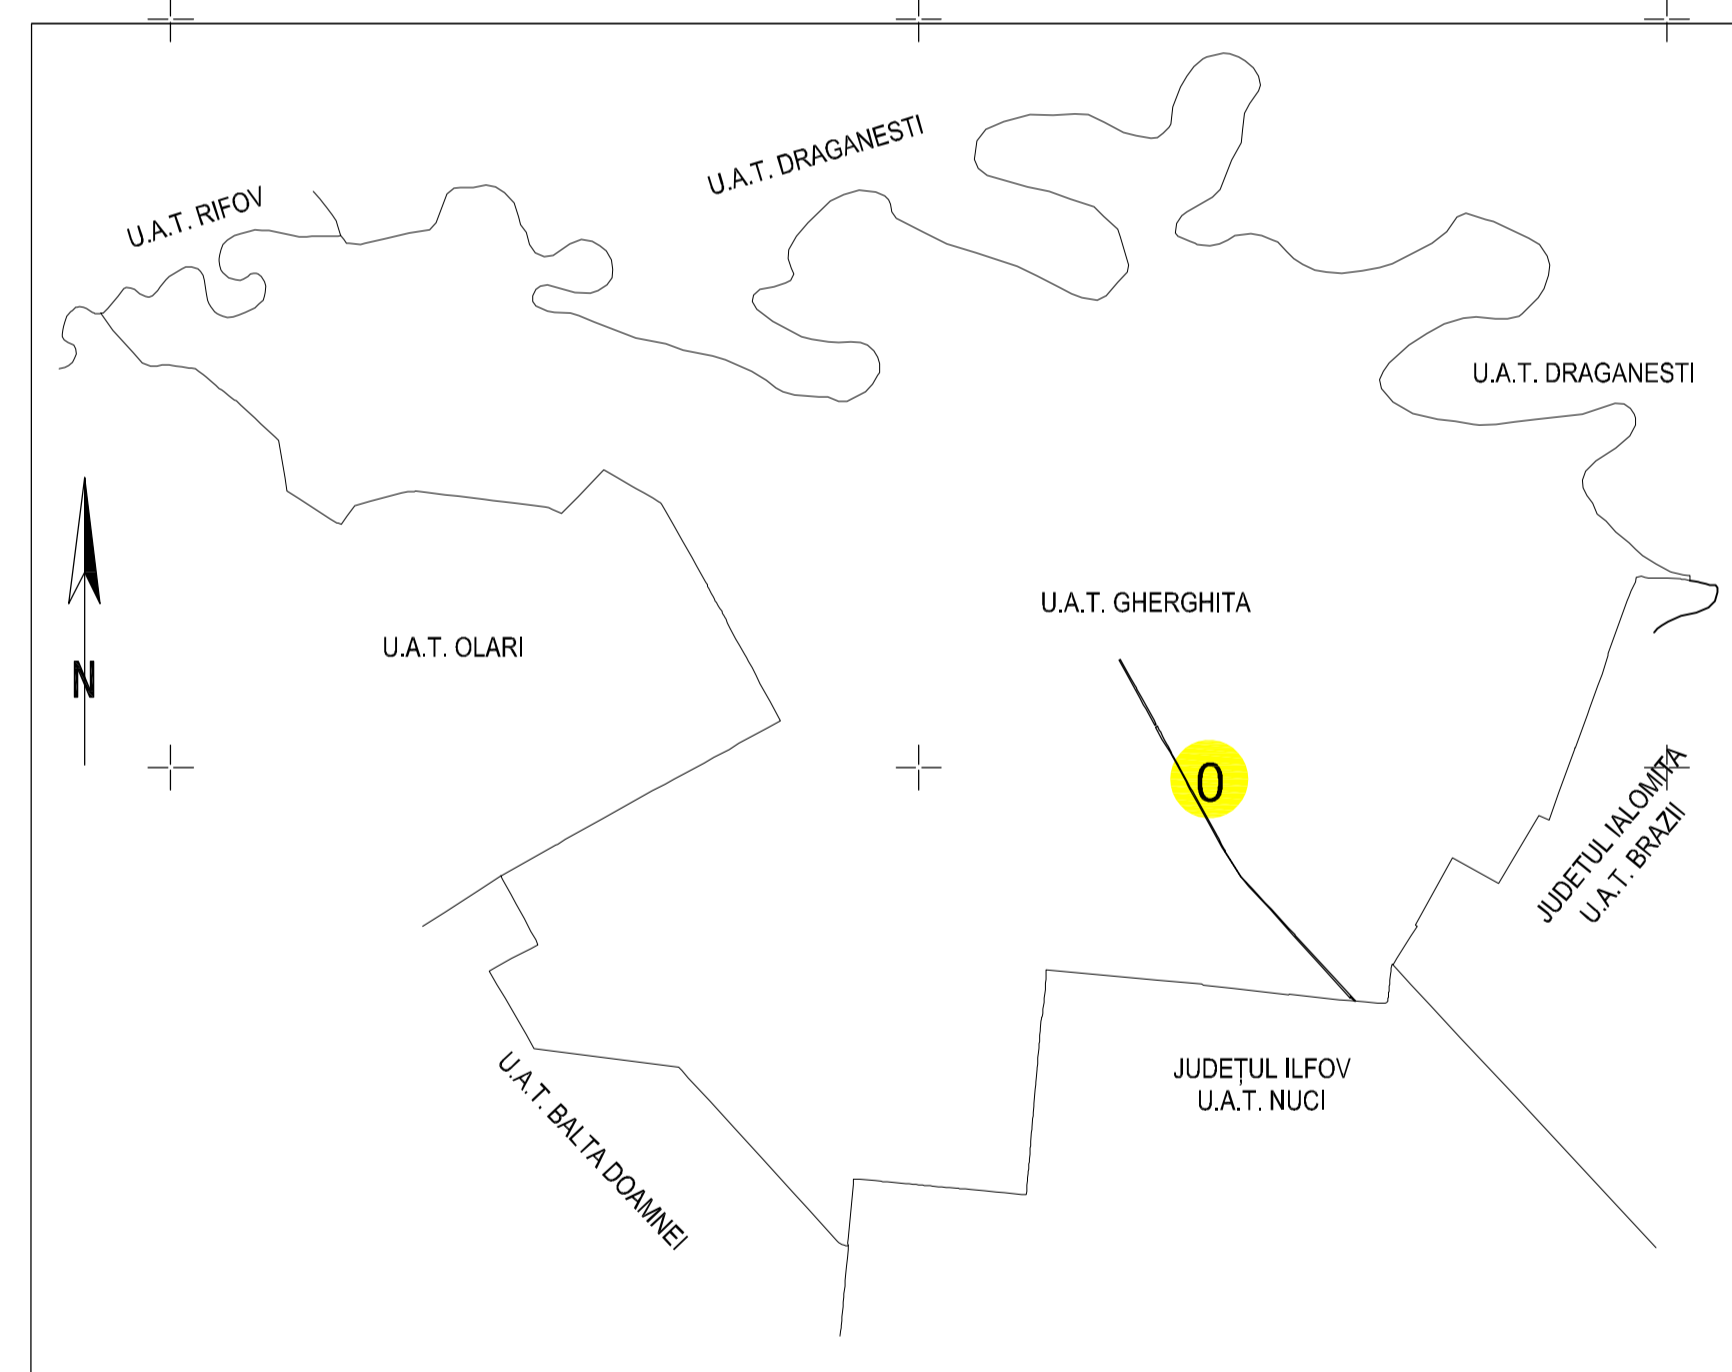 U.A.T. DRAGANESTI
U.A.T. RIFOV
U.A.T. DRAGANESTI
U.A.T. GHERGHITA
U.A.T. OLARI
N
0
JUDETUL IALOMITA
U.A.T. BRAZII
U.A.T. BALTA DOAMNEI
JUDEȚUL ILFOV
U.A.T. NUCI